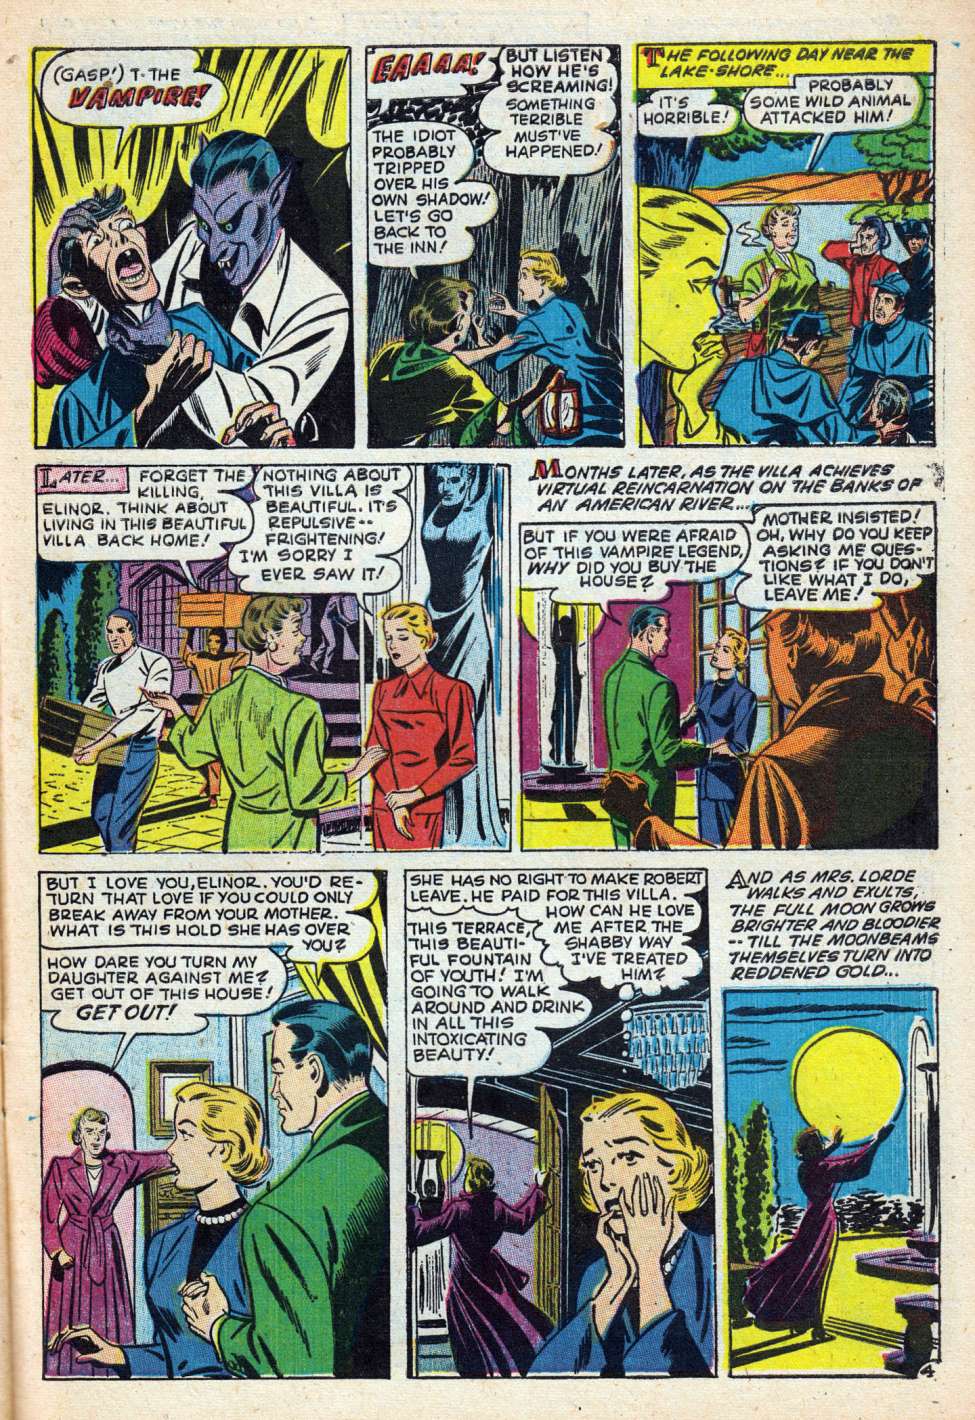 (GASP!) T-THE
VAMPIRE!
EAAAA!
BUT LISTEN
HOW HE'S
SCREAMING!
SOMETHING
TERRIBLE
MUST'VE
HAPPENED!
THE IDIOT
PROBABLY
TRIPPED
OVER HIS
OWN SHADOW!
LET'S GO
BACK TO
THE INN!
THE FOLLOWING DAY NEAR THE
LAKE-SHORE...
IT'S
HORRIBLE!
PROBABLY
SOME WILD ANIMAL
ATTACKED HIM!
LATER...
FORGET THE
KILLING,
ELINOR. THINK ABOUT
LIVING IN THIS BEAUTIFUL
VILLA BACK HOME!
NOTHING ABOUT
THIS VILLA IS
BEAUTIFUL. IT'S
REPULSIVE--
FRIGHTENING!
I'M SORRY I
EVER SAW IT!
MONTHS LATER, AS THE VILLA ACHIEVES
VIRTUAL REINCARNATION ON THE BANKS OF
AN AMERICAN RIVER...
BUT IF YOU WERE AFRAID
OF THIS VAMPIRE LEGEND,
WHY DID YOU BUY THE
HOUSE?
MOTHER INSISTED!
OH, WHY DO YOU KEEP
ASKING ME QUES-
TIONS? IF YOU DON'T
LIKE WHAT I DO,
LEAVE ME!
BUT I LOVE YOU, ELINOR. YOU'D RE-
TURN THAT LOVE IF YOU COULD ONLY
BREAK AWAY FROM YOUR MOTHER.
WHAT IS THIS HOLD SHE HAS OVER
YOU?
HOW DARE YOU TURN MY
DAUGHTER AGAINST ME?
GET OUT OF THIS HOUSE!
GET OUT!
SHE HAS NO RIGHT TO MAKE ROBERT
LEAVE. HE PAID FOR THIS VILLA.
HOW CAN HE LOVE
ME AFTER THE
SHABBY WAY
I'VE TREATED
HIM?
THIS TERRACE,
THIS BEAUTI-
FUL FOUNTAIN
OF YOUTH! I'M
GOING TO WALK
AROUND AND DRINK
IN ALL THIS
INTOXICATING
BEAUTY!
AND AS MRS. LORDE
WALKS AND EXULTS,
THE FULL MOON GROWS
BRIGHTER AND BLOODIER
--TILL THE MOONBEAMS
THEMSELVES TURN INTO
REDDENED GOLD...
4